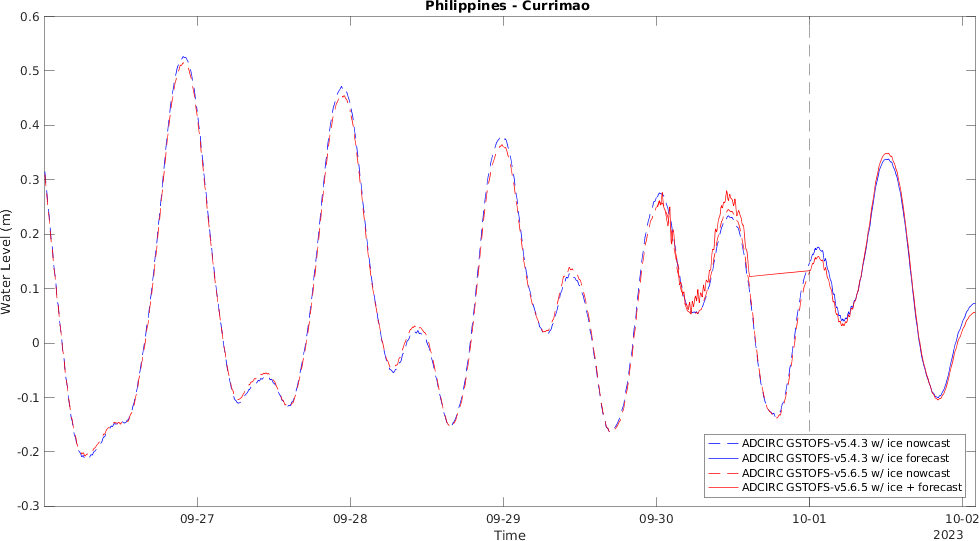 Philippines - Currimao
0.6
0.5
0.4
0.3
0.2
0.1
0
-0.1
-0.2
-0.3
Water Level (m)
09-27
09-28
09-29
09-30
10-01
10-02
Time
2023
ADCIRC GSTOFS-v5.4.3 w/ ice nowcast
ADCIRC GSTOFS-v5.4.3 w/ ice forecast
ADCIRC GSTOFS-v5.6.5 w/ ice nowcast
ADCIRC GSTOFS-v5.6.5 w/ ice + forecast